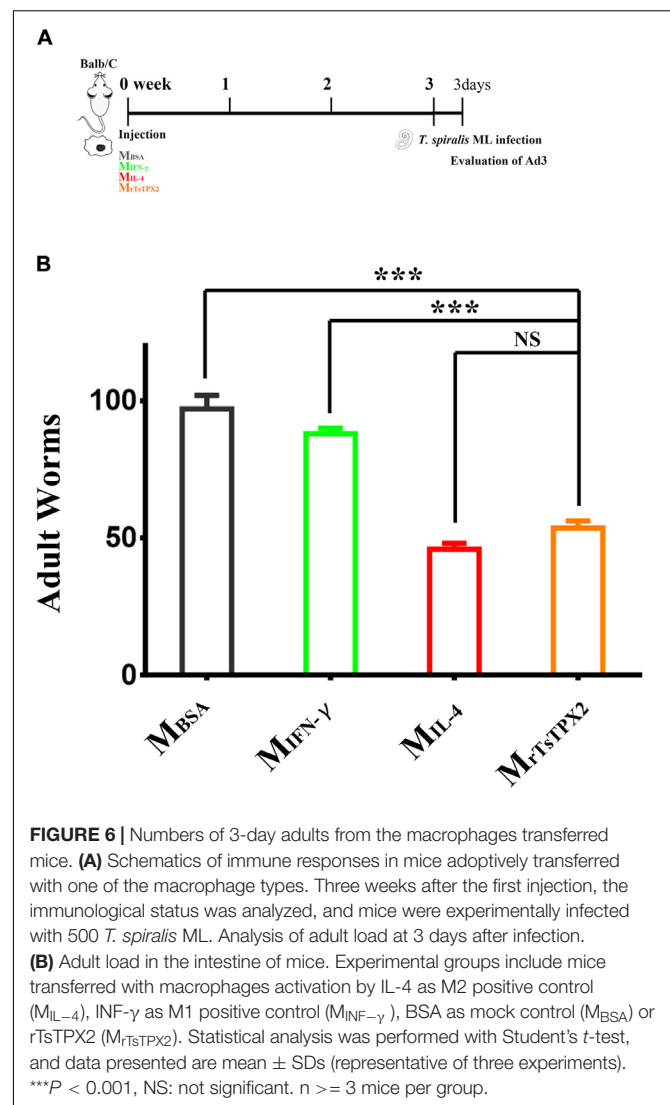 A
Balb/C
0 week 1 2 3 3days
Injection
MBSA
MIFN-γ
MIL-4
MrTsTPX2
T. spiralis ML infection
Evaluation of Ad3
B
***
***
NS
Adult Worms
100
50
0
MBSA
MIFN-γ
MIL-4
MrTsTPX2
FIGURE 6 | Numbers of 3-day adults from the macrophages transferred
mice. (A) Schematics of immune responses in mice adoptively transferred
with one of the macrophage types. Three weeks after the first injection, the
immunological status was analyzed, and mice were experimentally infected
with 500 T. spiralis ML. Analysis of adult load at 3 days after infection.
(B) Adult load in the intestine of mice. Experimental groups include mice
transferred with macrophages activation by IL-4 as M2 positive control
(MIL−4), INF-γ as M1 positive control (MINF−γ ), BSA as mock control (MBSA) or
rTsTPX2 (MrTsTPX2). Statistical analysis was performed with Student's t-test,
and data presented are mean ± SDs (representative of three experiments).
***P < 0.001, NS: not significant. n >= 3 mice per group.